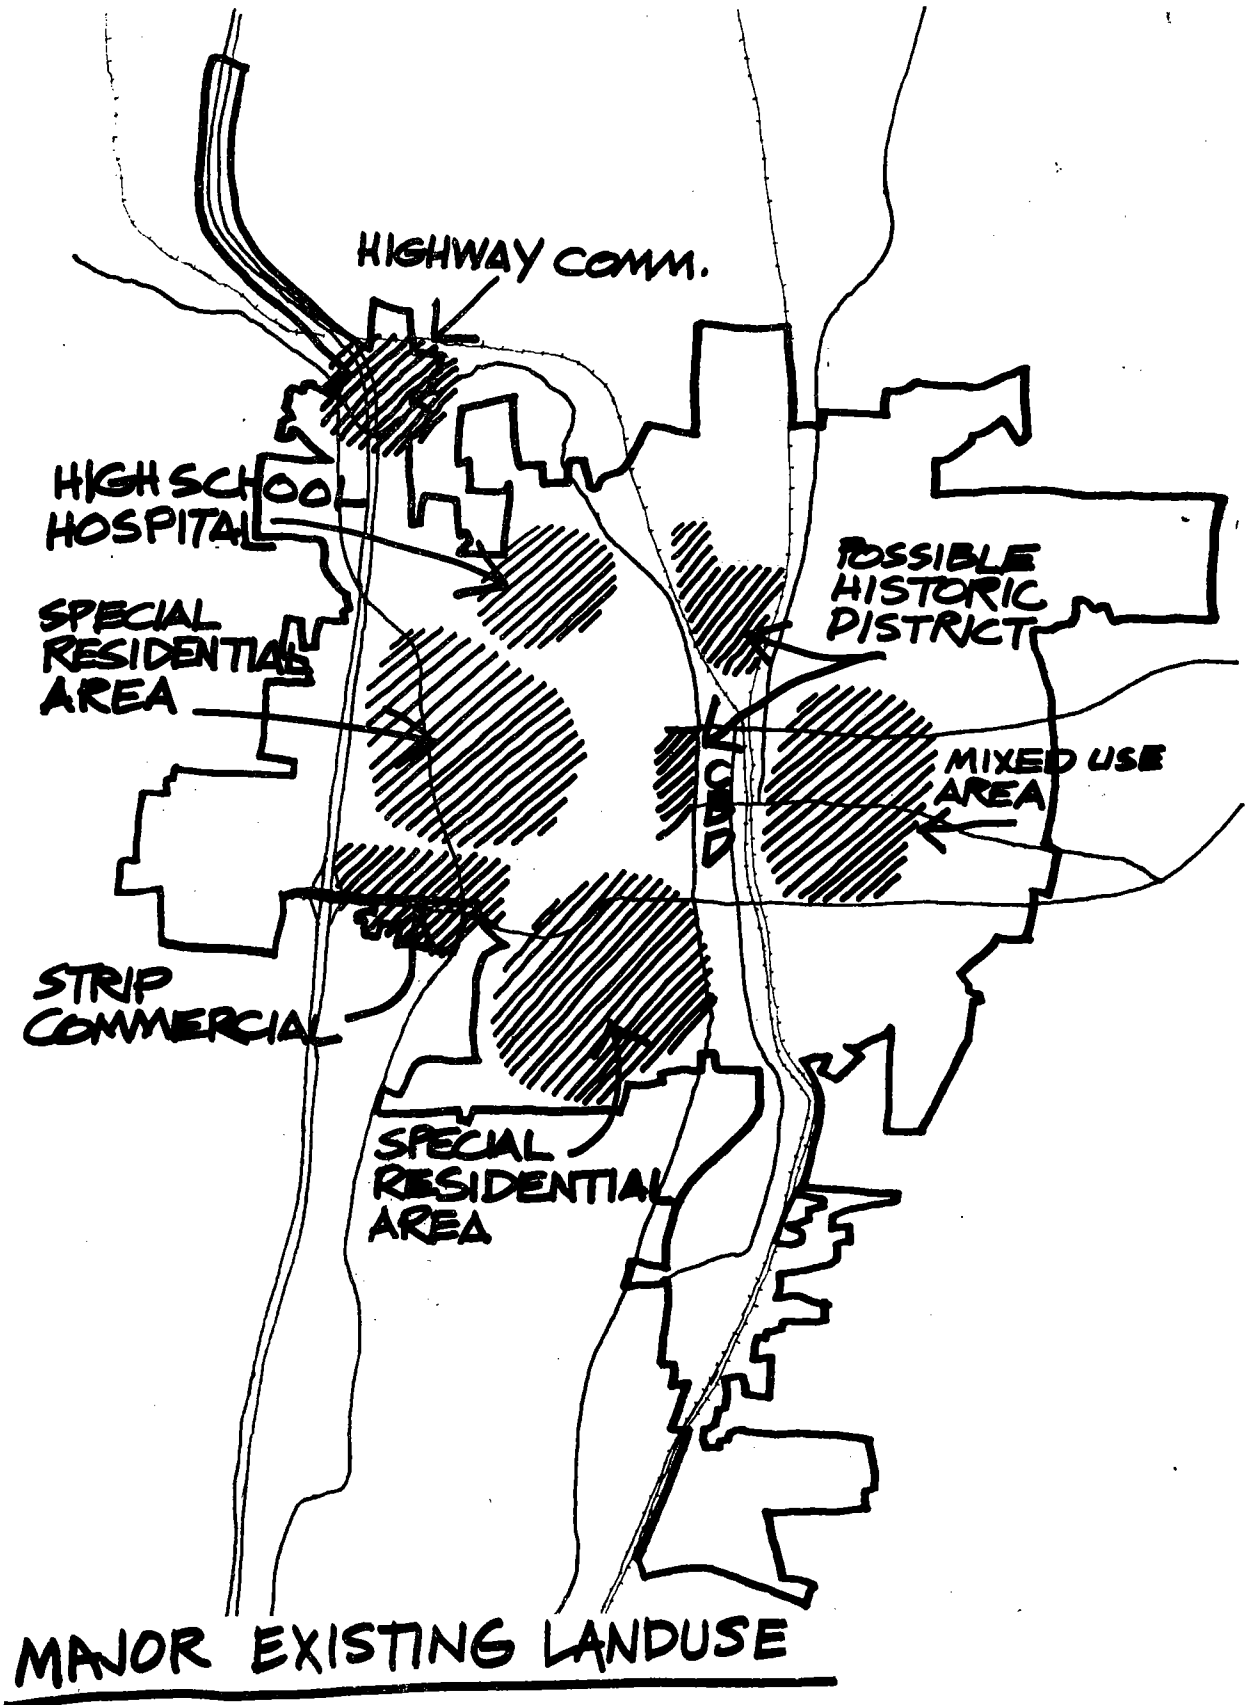 HIGHWAY COMM.
HIGH SCHOOL
HOSPITAL
POSSIBLE
HISTORIC
DISTRICT
SPECIAL
RESIDENTIAL
AREA
CBD
MIXED USE
AREA
STRIP
COMMERCIAL
SPECIAL
RESIDENTIAL
AREA
MAJOR EXISTING LANDUSE